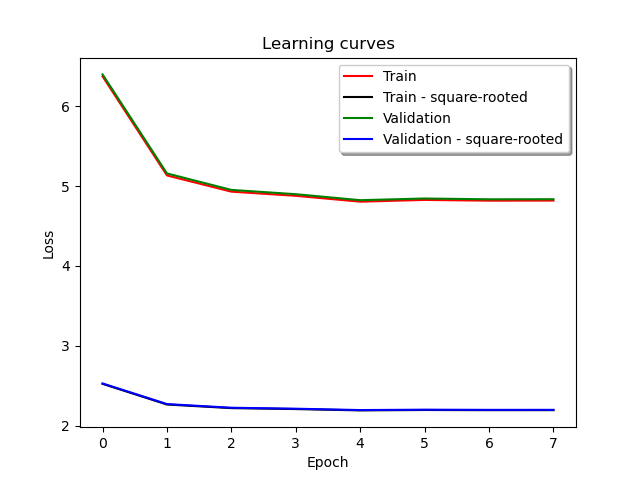 Learning curves
Train
Train - square-rooted
Validation
Validation - square-rooted
6
5
4
3
2
Loss
0 1 2 3 4 5 6 7
Epoch